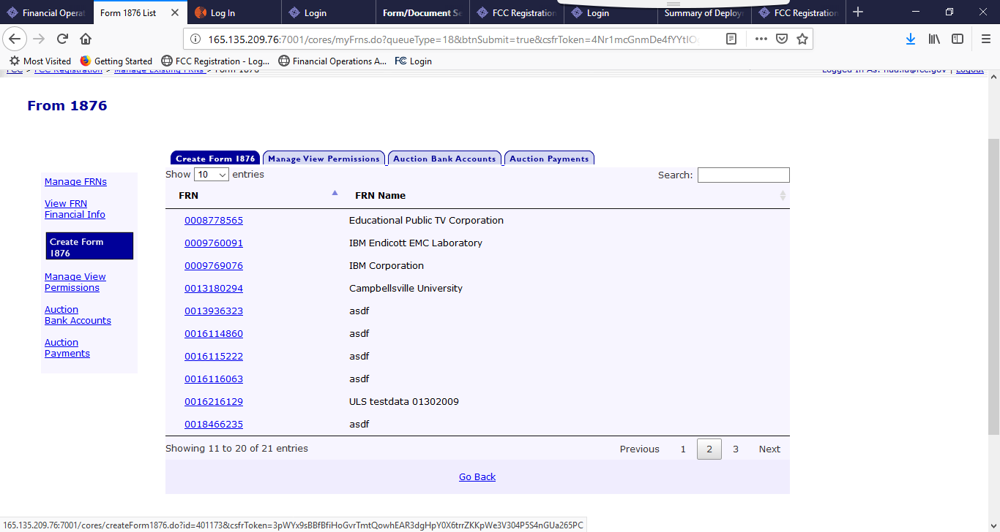 Financial Operat
Form 1876 List
Log In
Login
Form/Document Se
FCC Registration
Login
Summary of Deploy
FCC Registration
165.135.209.76:7001/cores/myFrns.do?queueType=18&btnSubmit=true&csfrToken=4Nr1mcGnmDe4fYYtIO
Most Visited
Getting Started
FCC Registration - Log...
Financial Operations A...
Login
FCC > FCC Registration > Manage Existing FRNs > Form 1876
Logged In As:
| Logout
From 1876
Create Form 1876
Manage View Permissions
Auction Bank Accounts
Auction Payments
Show 10 entries
Search:
Manage FRNs
View FRN
Financial Info
Create Form
1876
Manage View
Permissions
Auction
Bank Accounts
Auction
Payments
FRN FRN Name
0008778565 Educational Public TV Corporation
0009760091 IBM Endicott EMC Laboratory
0009769076 IBM Corporation
0013180294 Campbellsville University
0013936323 asdf
0016114860 asdf
0016115222 asdf
0016116063 asdf
0016216129 ULS testdata 01302009
0018466235 asdf
Showing 11 to 20 of 21 entries
Previous 1 2 3 Next
Go Back
165.135.209.76:7001/cores/createForm1876.do?id=401173&csfrToken=3pWYx9sBBfBfiHoGvrTmtQowhEAR3dgHpY0X6trrZKKpWe3V304P5S4nGUa265PC